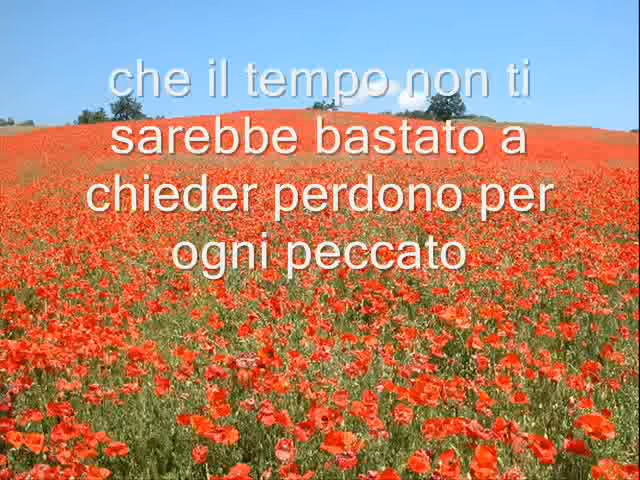 che il tempo non ti
sarebbe bastato a
chieder perdono per
ogni peccato